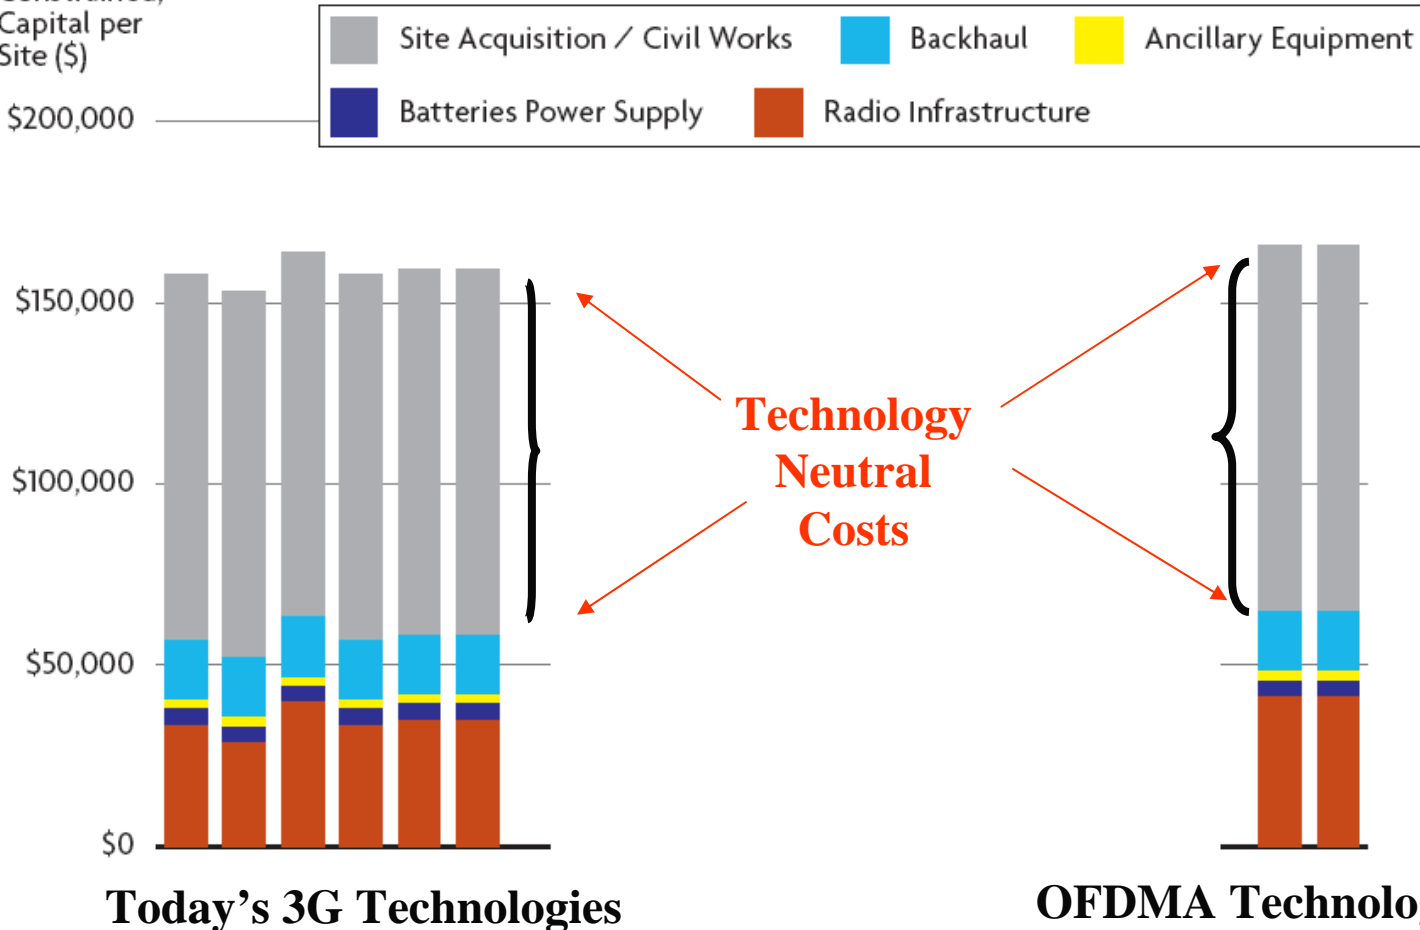 Capital per
Site ($)
Site Acquisition / Civil Works Backhaul Ancillary Equipment
Batteries Power Supply Radio Infrastructure
$200,000
$150,000
$100,000
$50,000
$0
Technology
Neutral
Costs
Today’s 3G Technologies
OFDMA